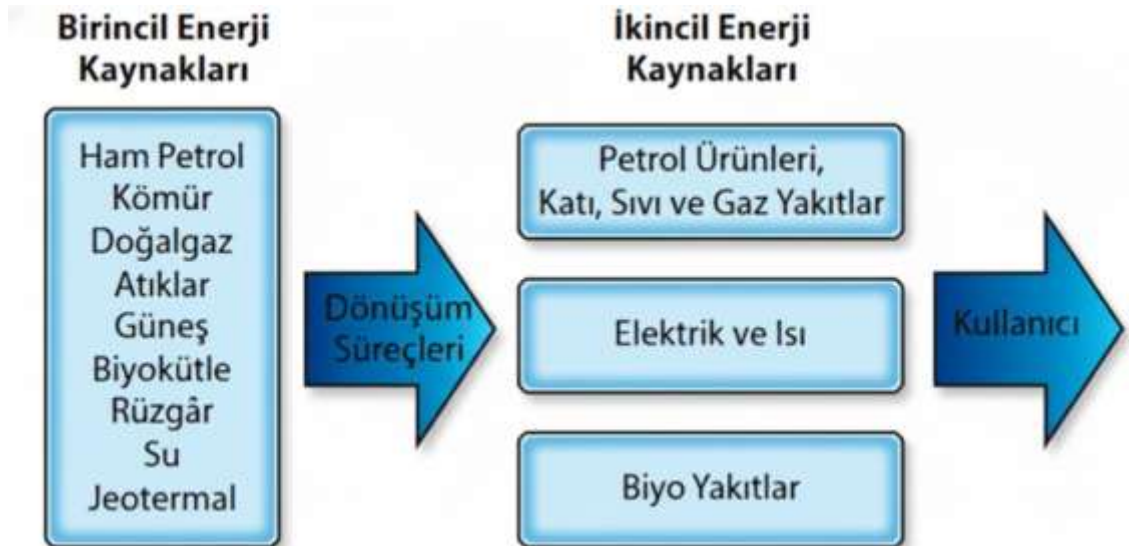 Birincil Enerji
Kaynakları
Ham Petrol
Kömür
Doğalgaz
Atıklar
Güneş
Biyokütle
Rüzgâr
Su
Jeotermal
Dönüşüm
Süreçleri
İkincil Enerji
Kaynakları
Petrol Ürünleri,
Katı, Sıvı ve Gaz Yakıtlar
Elektrik ve Isı
Biyo Yakıtlar
Kullanıcı